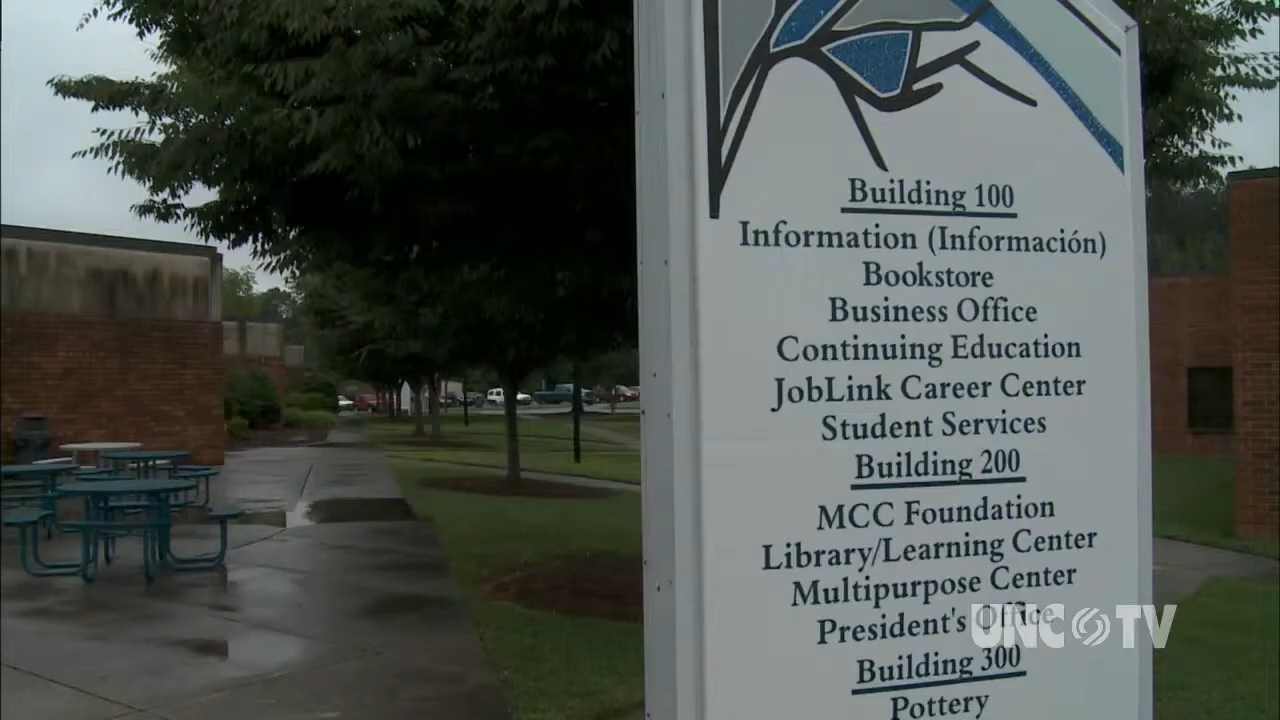 Building 100
Information (Información)
Bookstore
Business Office
Continuing Education
JobLink Career Center
Student Services
Building 200
MCC Foundation
Library/Learning Center
Multipurpose Center
President's Office
UNC TV
Building 300
Pottery